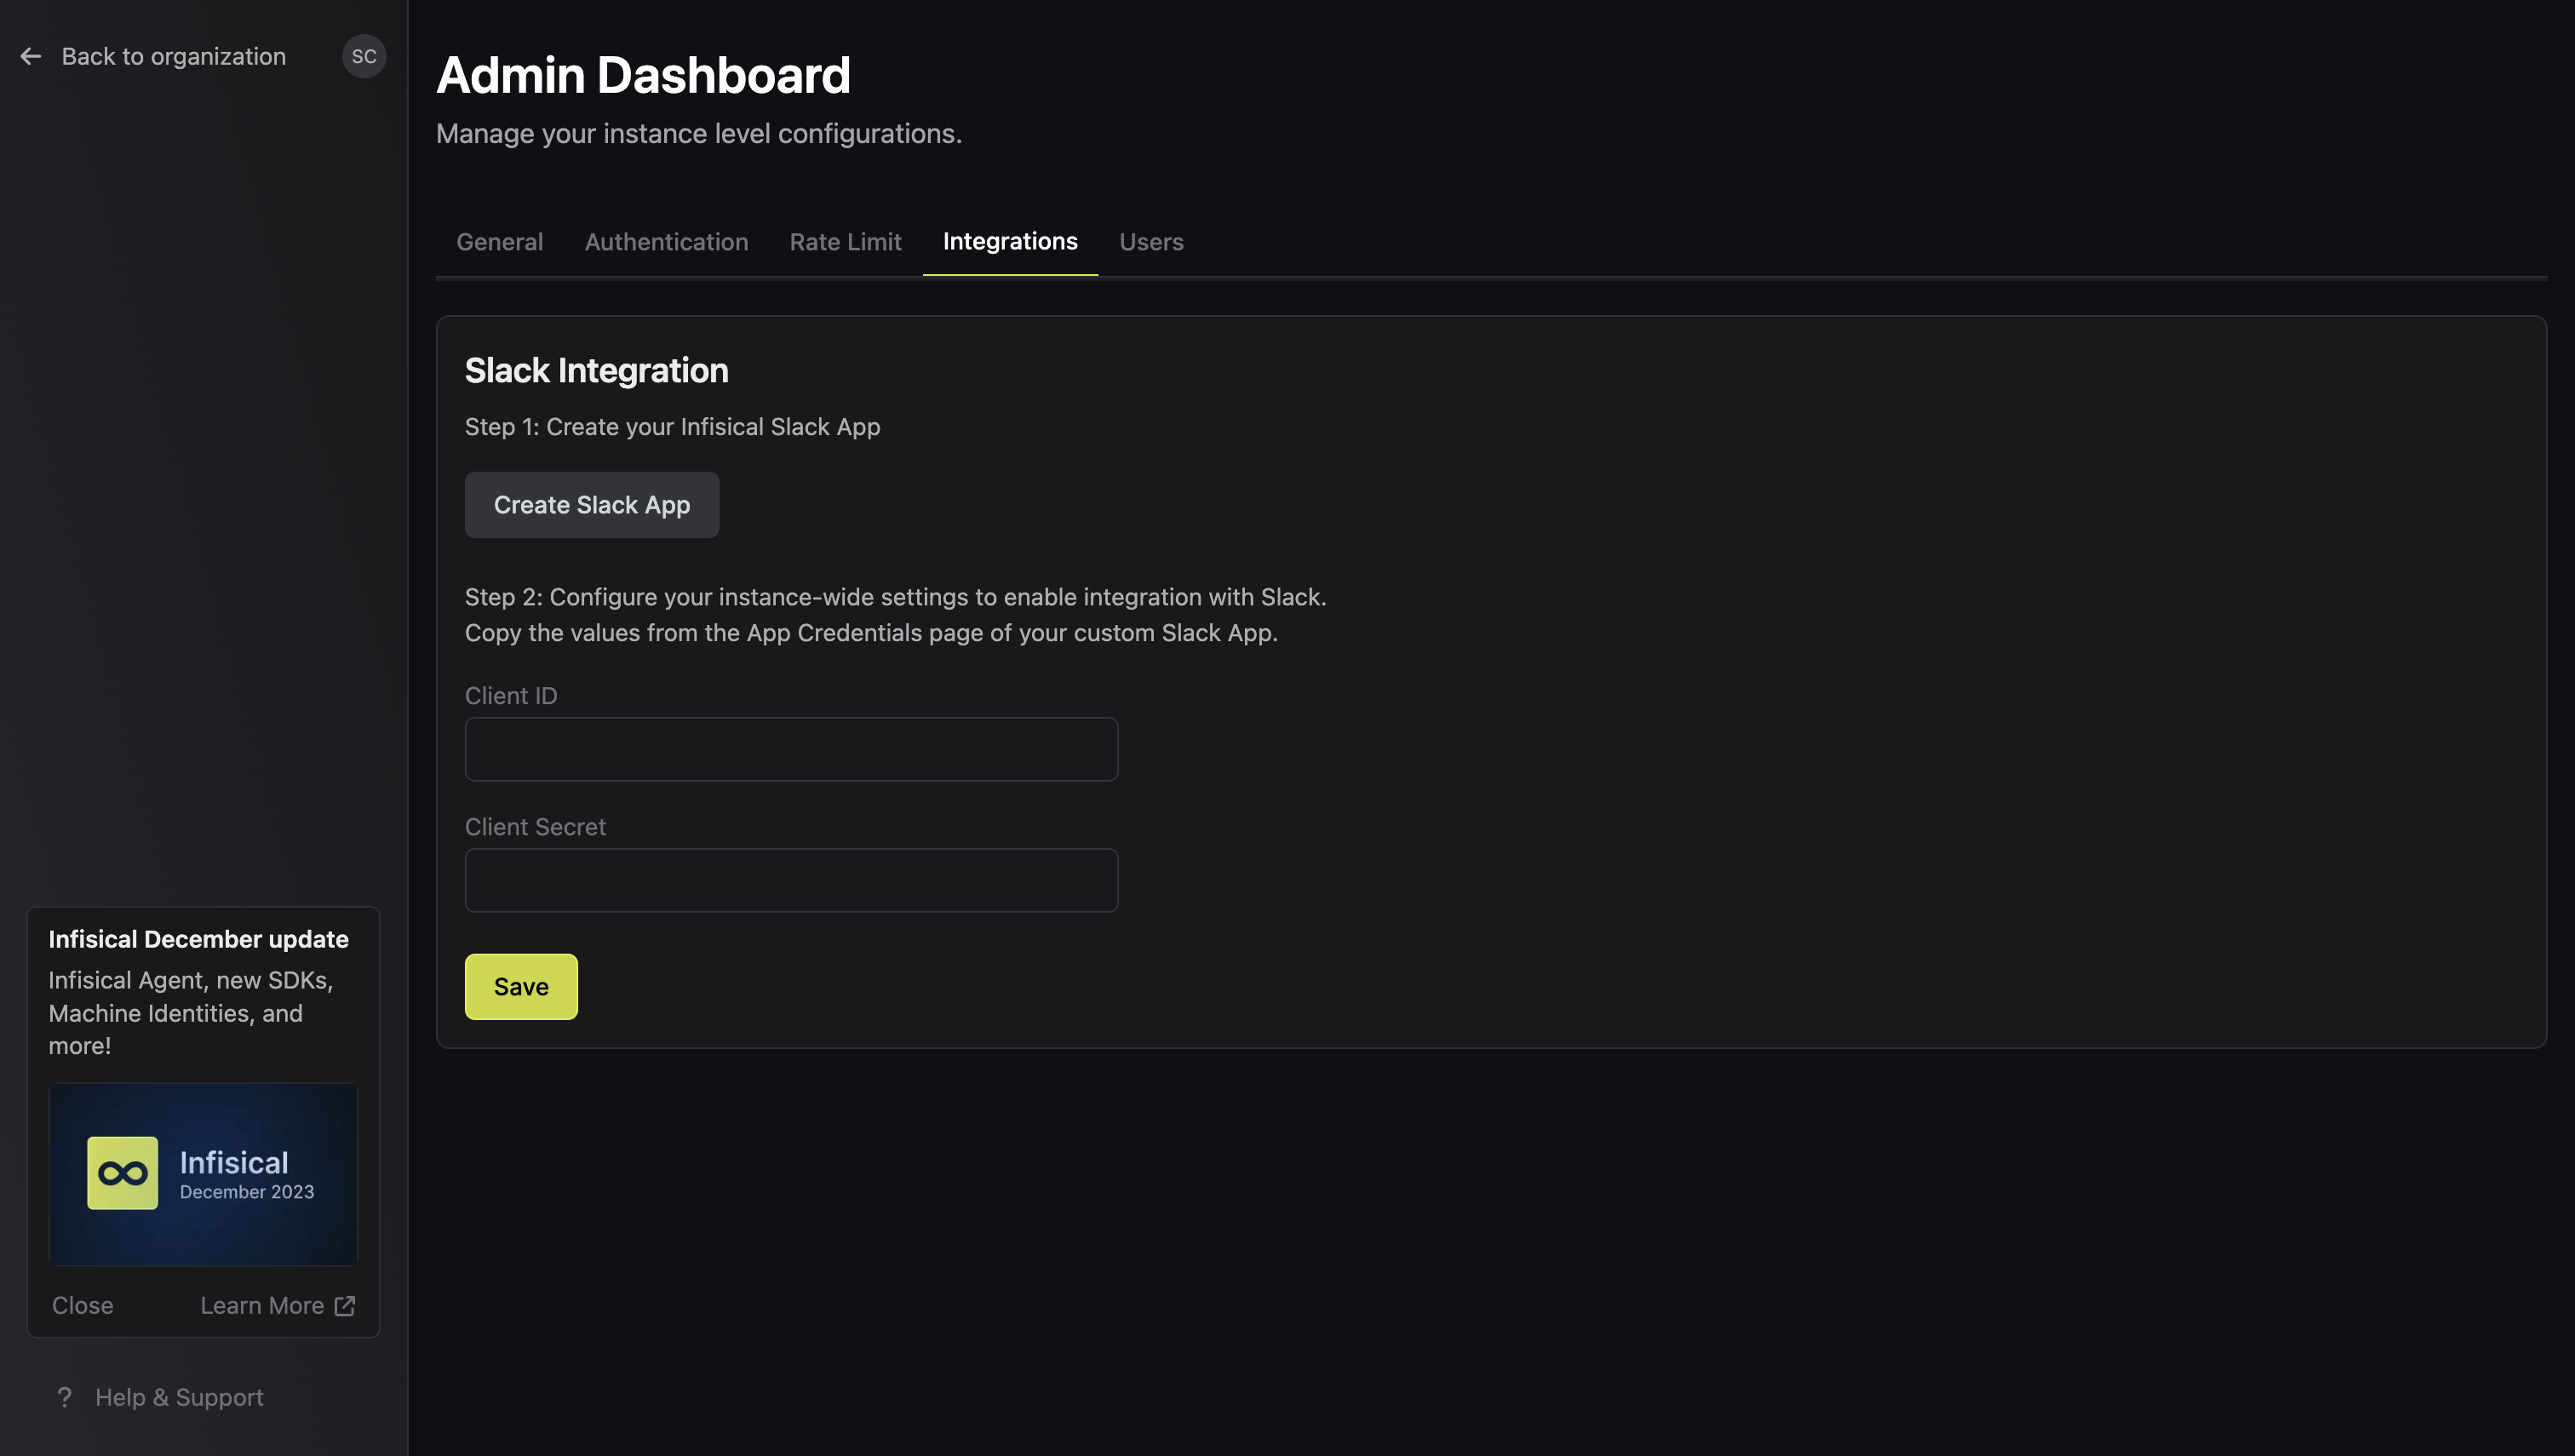 Back to organization
SC
Admin Dashboard
Manage your instance level configurations.
General
Authentication
Rate Limit
Integrations
Users
Slack Integration
Step 1: Create your Infisical Slack App
Create Slack App
Step 2: Configure your instance-wide settings to enable integration with Slack.
Copy the values from the App Credentials page of your custom Slack App.
Client ID
Client Secret
Save
Infisical December update
Infisical Agent, new SDKs,
Machine Identities, and
more!
Infisical
December 2023
Close
Learn More
? Help & Support